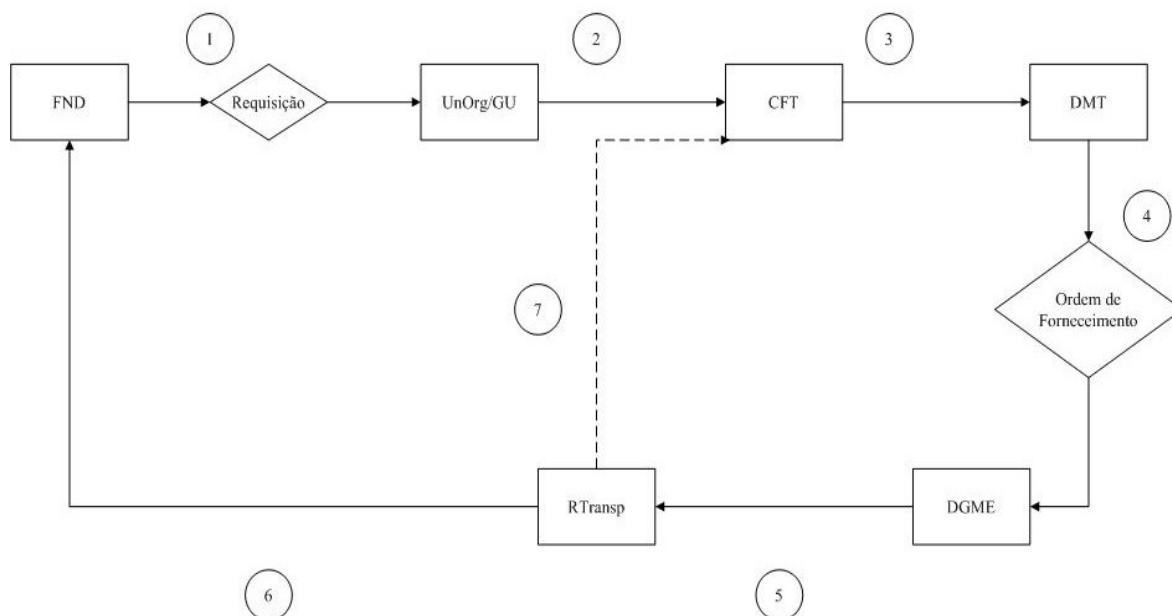 1
2
3
FND
Requisição
UnOrg/GU
CFT
DMT
4
Ordem de
Fornecimento
7
RTransp
DGME
6
5